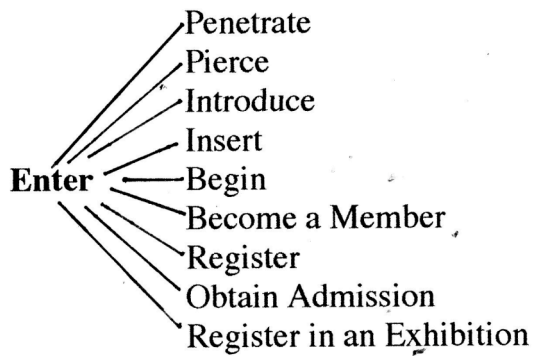 Penetrate
Pierce
Introduce
Insert
Enter Begin
Become a Member
Register
Obtain Admission
Register in an Exhibition